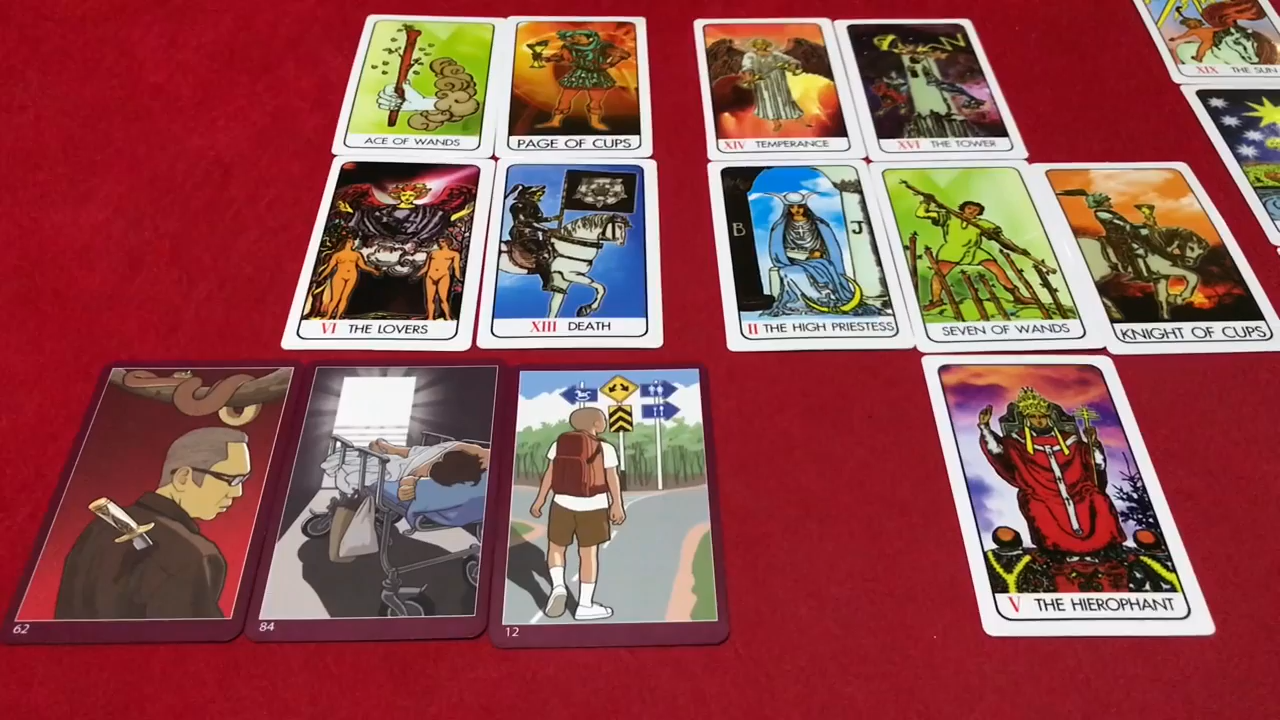 ACE OF WANDS
PAGE OF CUPS
XIV TEMPERANCE
XVI THE TOWER
XIX THE SUN
VI THE LOVERS
XIII DEATH
B J
II THE HIGH PRIESTESS
SEVEN OF WANDS
KNIGHT OF CUPS
V THE HIEROPHANT
62
84
12